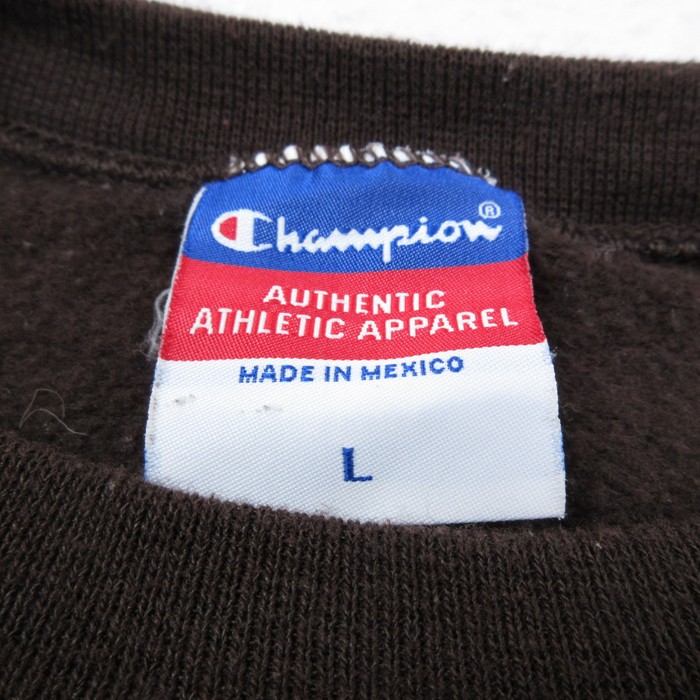 Champion®
AUTHENTIC
ATHLETIC APPAREL
MADE IN MEXICO
L